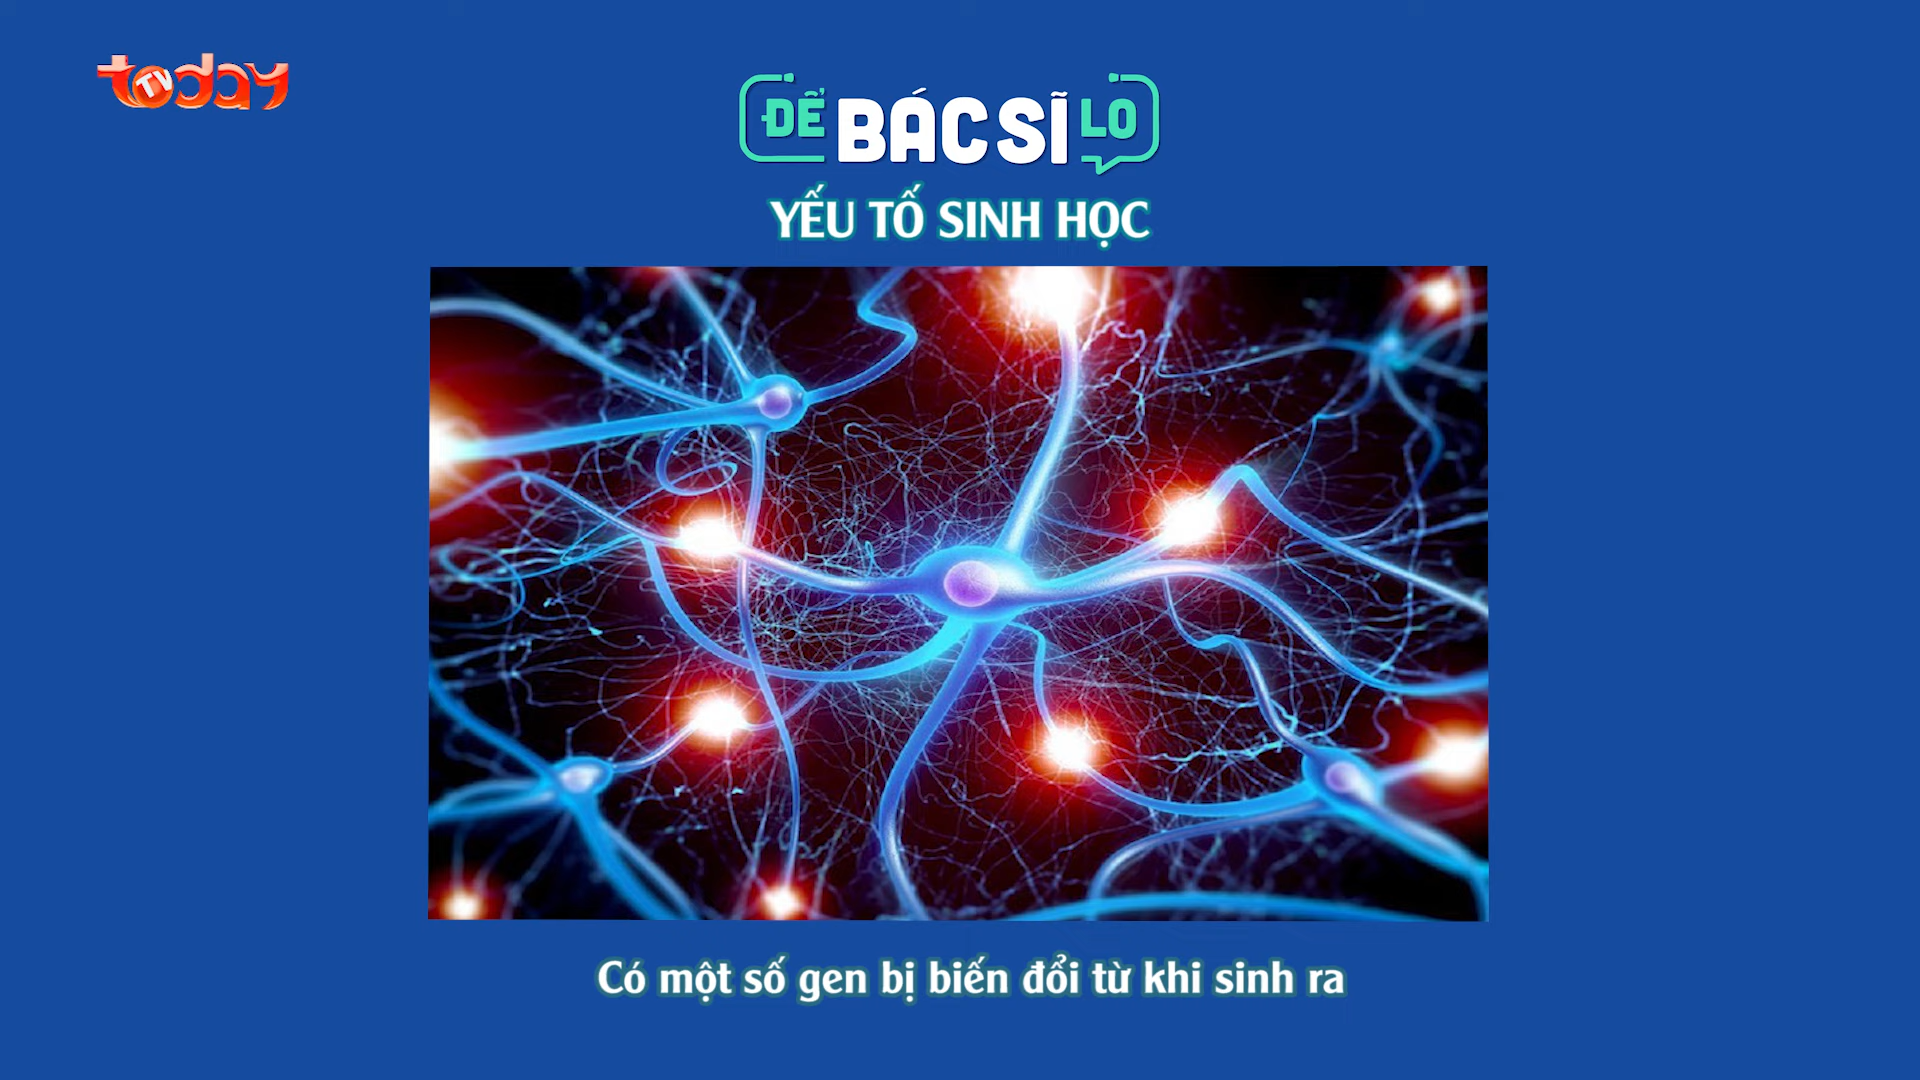 today TV
ĐỂ BÁC SĨ LO
YẾU TỐ SINH HỌC
Có một số gen bị biến đổi từ khi sinh ra